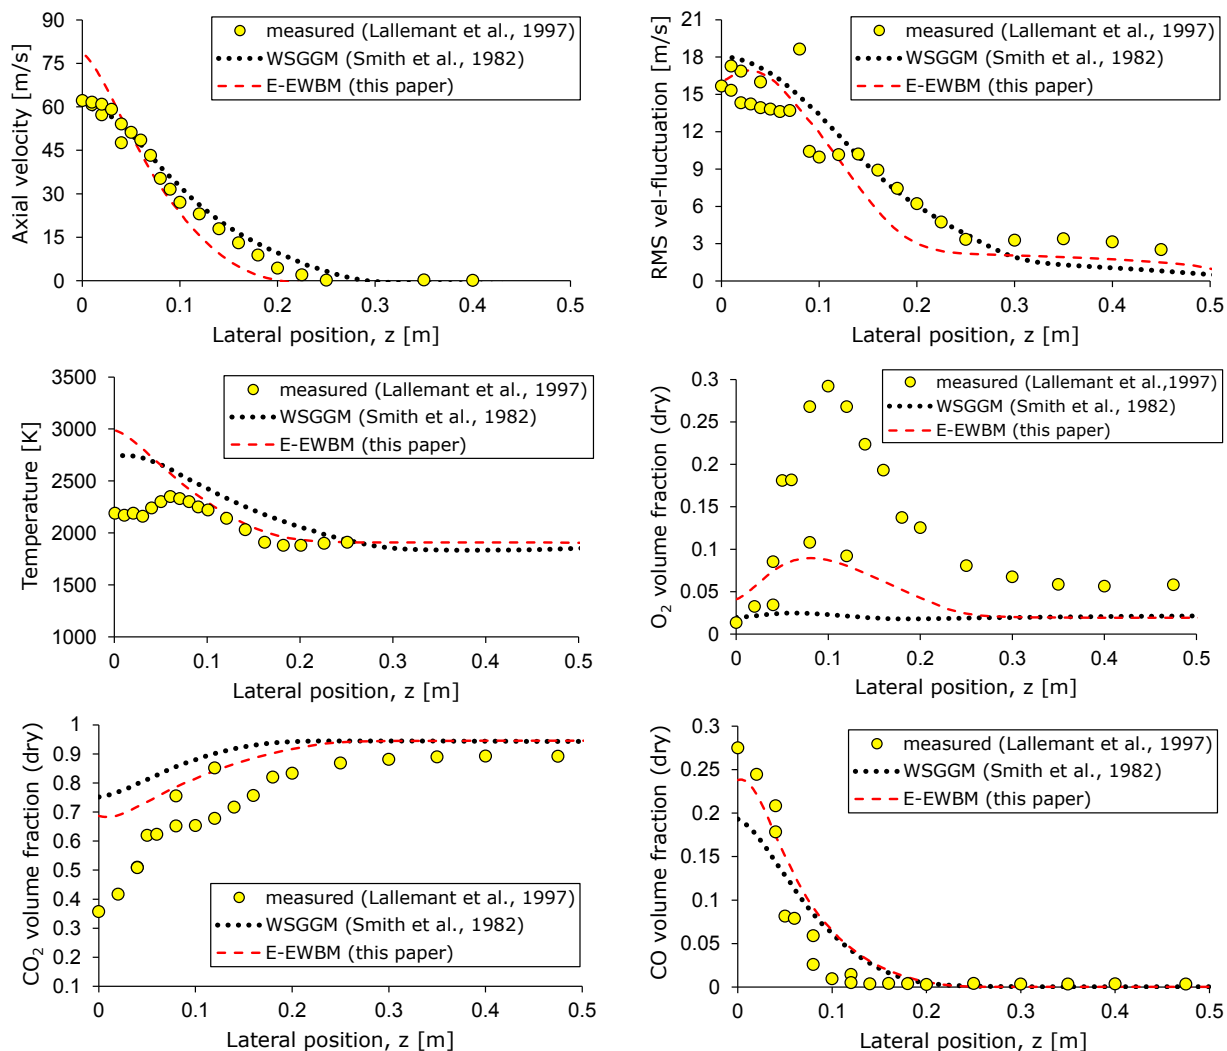 90
75
60
45
30
15
0
Axial velocity [m/s]
measured (Lallemant et al., 1997)
WSGGM (Smith et al., 1982)
E-EWBM (this paper)
0 0.1 0.2 0.3 0.4 0.5
Lateral position, z [m]
21
18
15
12
9
6
3
0
RMS vel-fluctuation [m/s]
measured (Lallemant et al., 1997)
WSGGM (Smith et al., 1982)
E-EWBM (this paper)
0 0.1 0.2 0.3 0.4 0.5
Lateral position, z [m]
3500
3000
2500
2000
1500
1000
Temperature [K]
measured (Lallemant et al., 1997)
WSGGM (Smith et al., 1982)
E-EWBM (this paper)
0 0.1 0.2 0.3 0.4 0.5
Lateral position, z [m]
0.3
0.25
0.2
0.15
0.1
0.05
0
O₂ volume fraction (dry)
measured (Lallemant et al.,1997)
WSGGM (Smith et al., 1982)
E-EWBM (this paper)
0 0.1 0.2 0.3 0.4 0.5
Lateral position, z [m]
1
0.9
0.8
0.7
0.6
0.5
0.4
0.3
0.2
0.1
CO₂ volume fraction (dry)
measured (Lallemant et al., 1997)
WSGGM (Smith et al., 1982)
E-EWBM (this paper)
0 0.1 0.2 0.3 0.4 0.5
Lateral position, z [m]
0.3
0.25
0.2
0.15
0.1
0.05
0
CO volume fraction (dry)
measured (Lallemant et al., 1997)
WSGGM (Smith et al., 1982)
E-EWBM (this paper)
0 0.1 0.2 0.3 0.4 0.5
Lateral position, z [m]